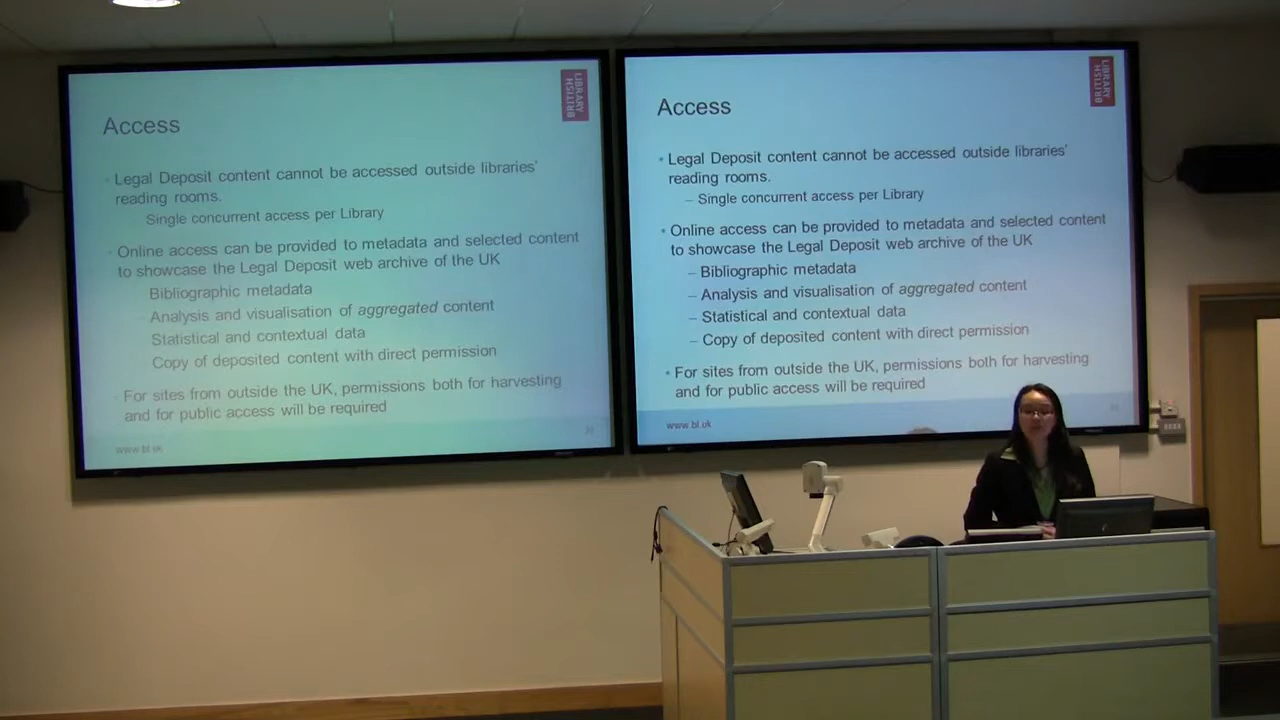 BRITISH
LIBRARY
Access
Legal Deposit content cannot be accessed outside libraries'
reading rooms.
Single concurrent access per Library
Online access can be provided to metadata and selected content
to showcase the Legal Deposit web archive of the UK
Bibliographic metadata
Analysis and visualisation of aggregated content
Statistical and contextual data
Copy of deposited content with direct permission
For sites from outside the UK, permissions both for harvesting
and for public access will be required
www.bl.uk
BRITISH
LIBRARY
Access
• Legal Deposit content cannot be accessed outside libraries'
reading rooms.
– Single concurrent access per Library
• Online access can be provided to metadata and selected content
to showcase the Legal Deposit web archive of the UK
– Bibliographic metadata
– Analysis and visualisation of aggregated content
– Statistical and contextual data
– Copy of deposited content with direct permission
• For sites from outside the UK, permissions both for harvesting
and for public access will be required
www.bl.uk